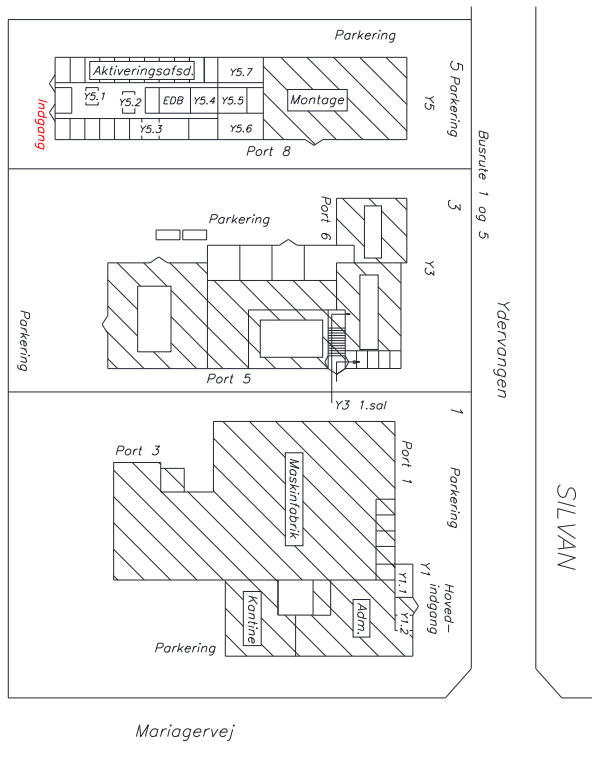 Parkering
5 Parkering
Y5
Aktiveringsafsd.
Y5.7
Y5.1
Y5.2
EDB
Y5.4
Y5.5
Montage
Y5.3
Y5.6
Indgang
Port 8
Busrute 1 og 5
3
Y3
Port 6
Parkering
Parkering
Port 5
Y3 1.sal
Ydervangen
1
Port 3
Port 1
Parkering
Maskinfabrik
SILVAN
Y1
Hoved-
indgang
Y1.1
Y1.2
Kantine
Adm.
Parkering
Mariagervej